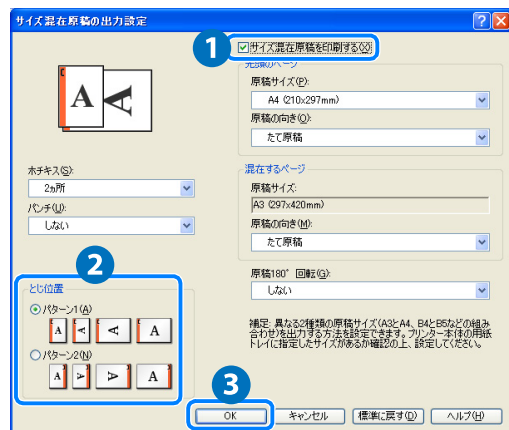 サイズ混在原稿の出力設定
1
サイズ混在原稿を印刷する(X)
先頭のページ
原稿サイズ(P):
A4 (210x297mm)
原稿の向き(O):
たて原稿
A A
ホチキス(S):
2ヵ所
パンチ(U):
しない
混在するページ
原稿サイズ:
A3 (297x420mm)
原稿の向き(M):
たて原稿
原稿180° 回転(G):
しない
2
とじ位置
パターン1(A)
A A A A
パターン2(N)
A A A A
補足: 異なる2種類の原稿サイズ(A3とA4、B4とB5などの組み
合わせ)を出力する方法を設定できます。プリンター本体の用紙
トレイに指定したサイズがあるか確認の上、設定してください。
3
OK
キャンセル
標準に戻す(D)
ヘルプ(H)